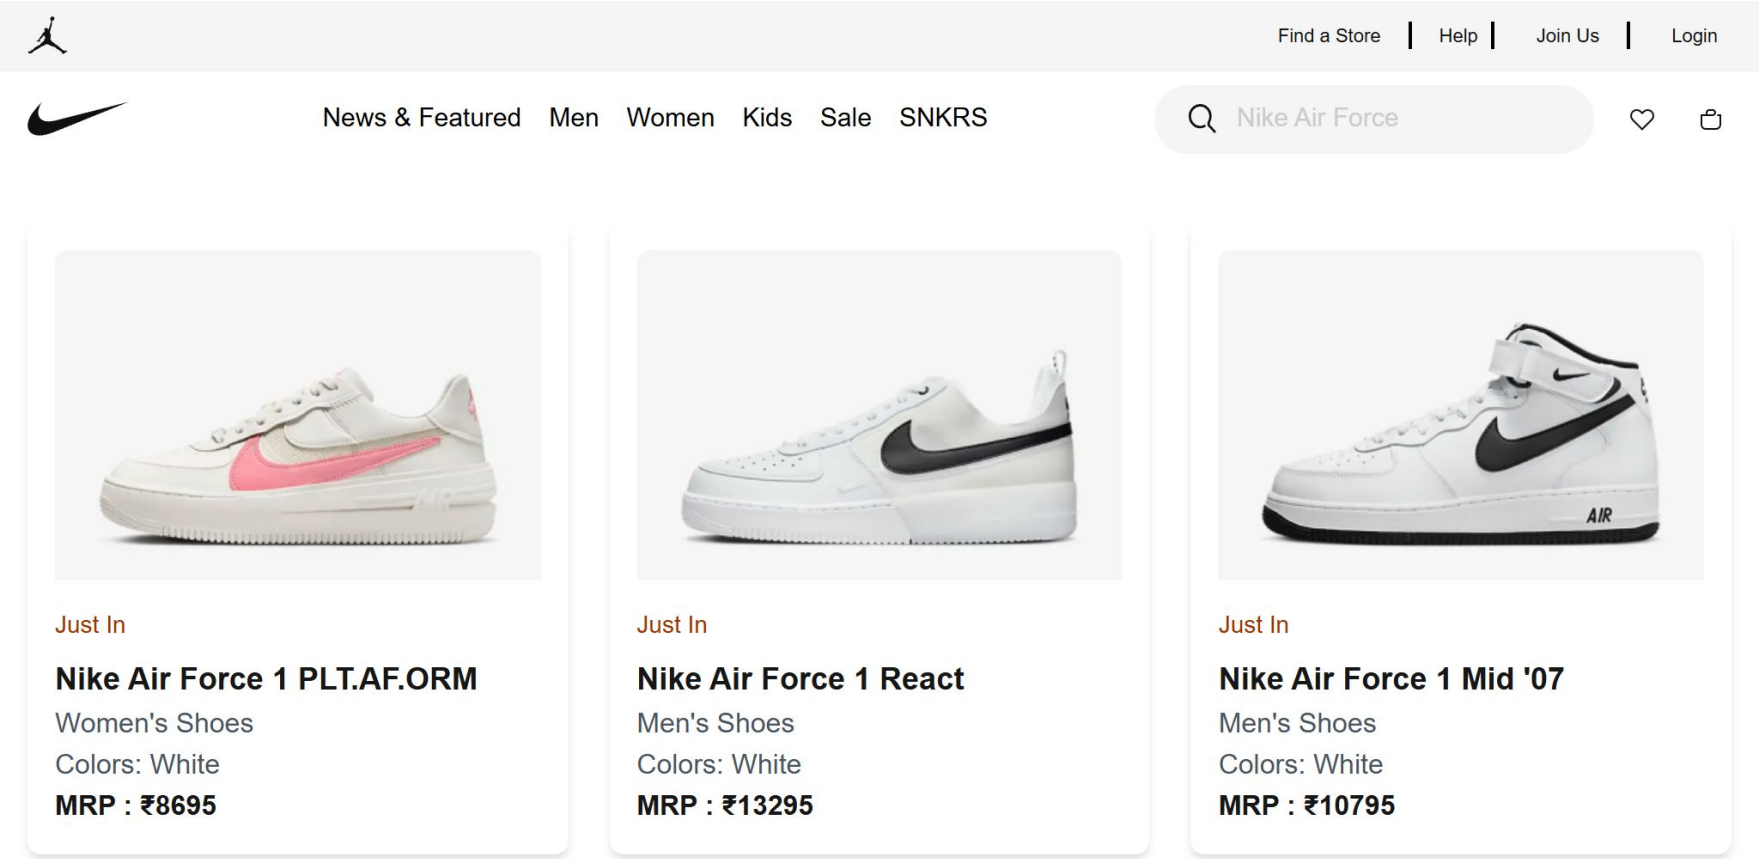 Find a Store Help Join Us Login
News & Featured Men Women Kids Sale SNKRS Nike Air Force
AIR
Just In
Nike Air Force 1 PLT.AF.ORM
Women's Shoes
Colors: White
MRP : ₹8695
Just In
Nike Air Force 1 React
Men's Shoes
Colors: White
MRP : ₹13295
Just In
Nike Air Force 1 Mid '07
Men's Shoes
Colors: White
MRP : ₹10795